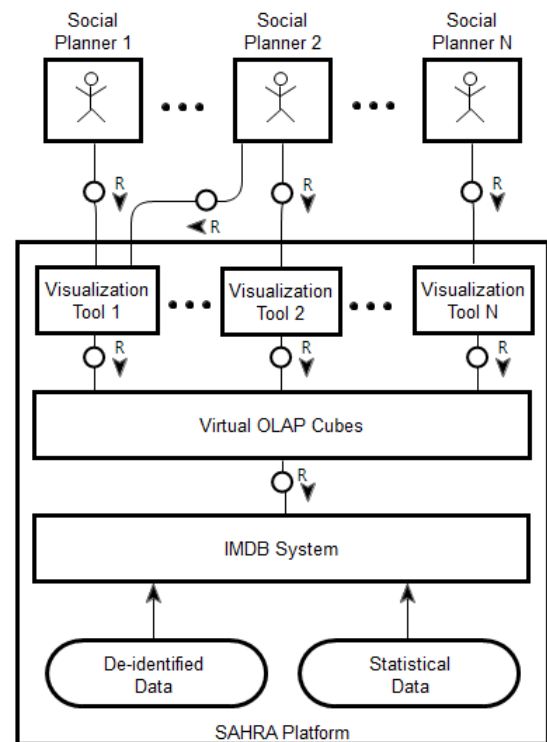 Social
Planner 1
Social
Planner 2
Social
Planner N
R
R
R
R
Visualization
Tool 1
Visualization
Tool 2
Visualization
Tool N
R
R
R
Virtual OLAP Cubes
R
IMDB System
De-identified
Data
Statistical
Data
SAHRA Platform